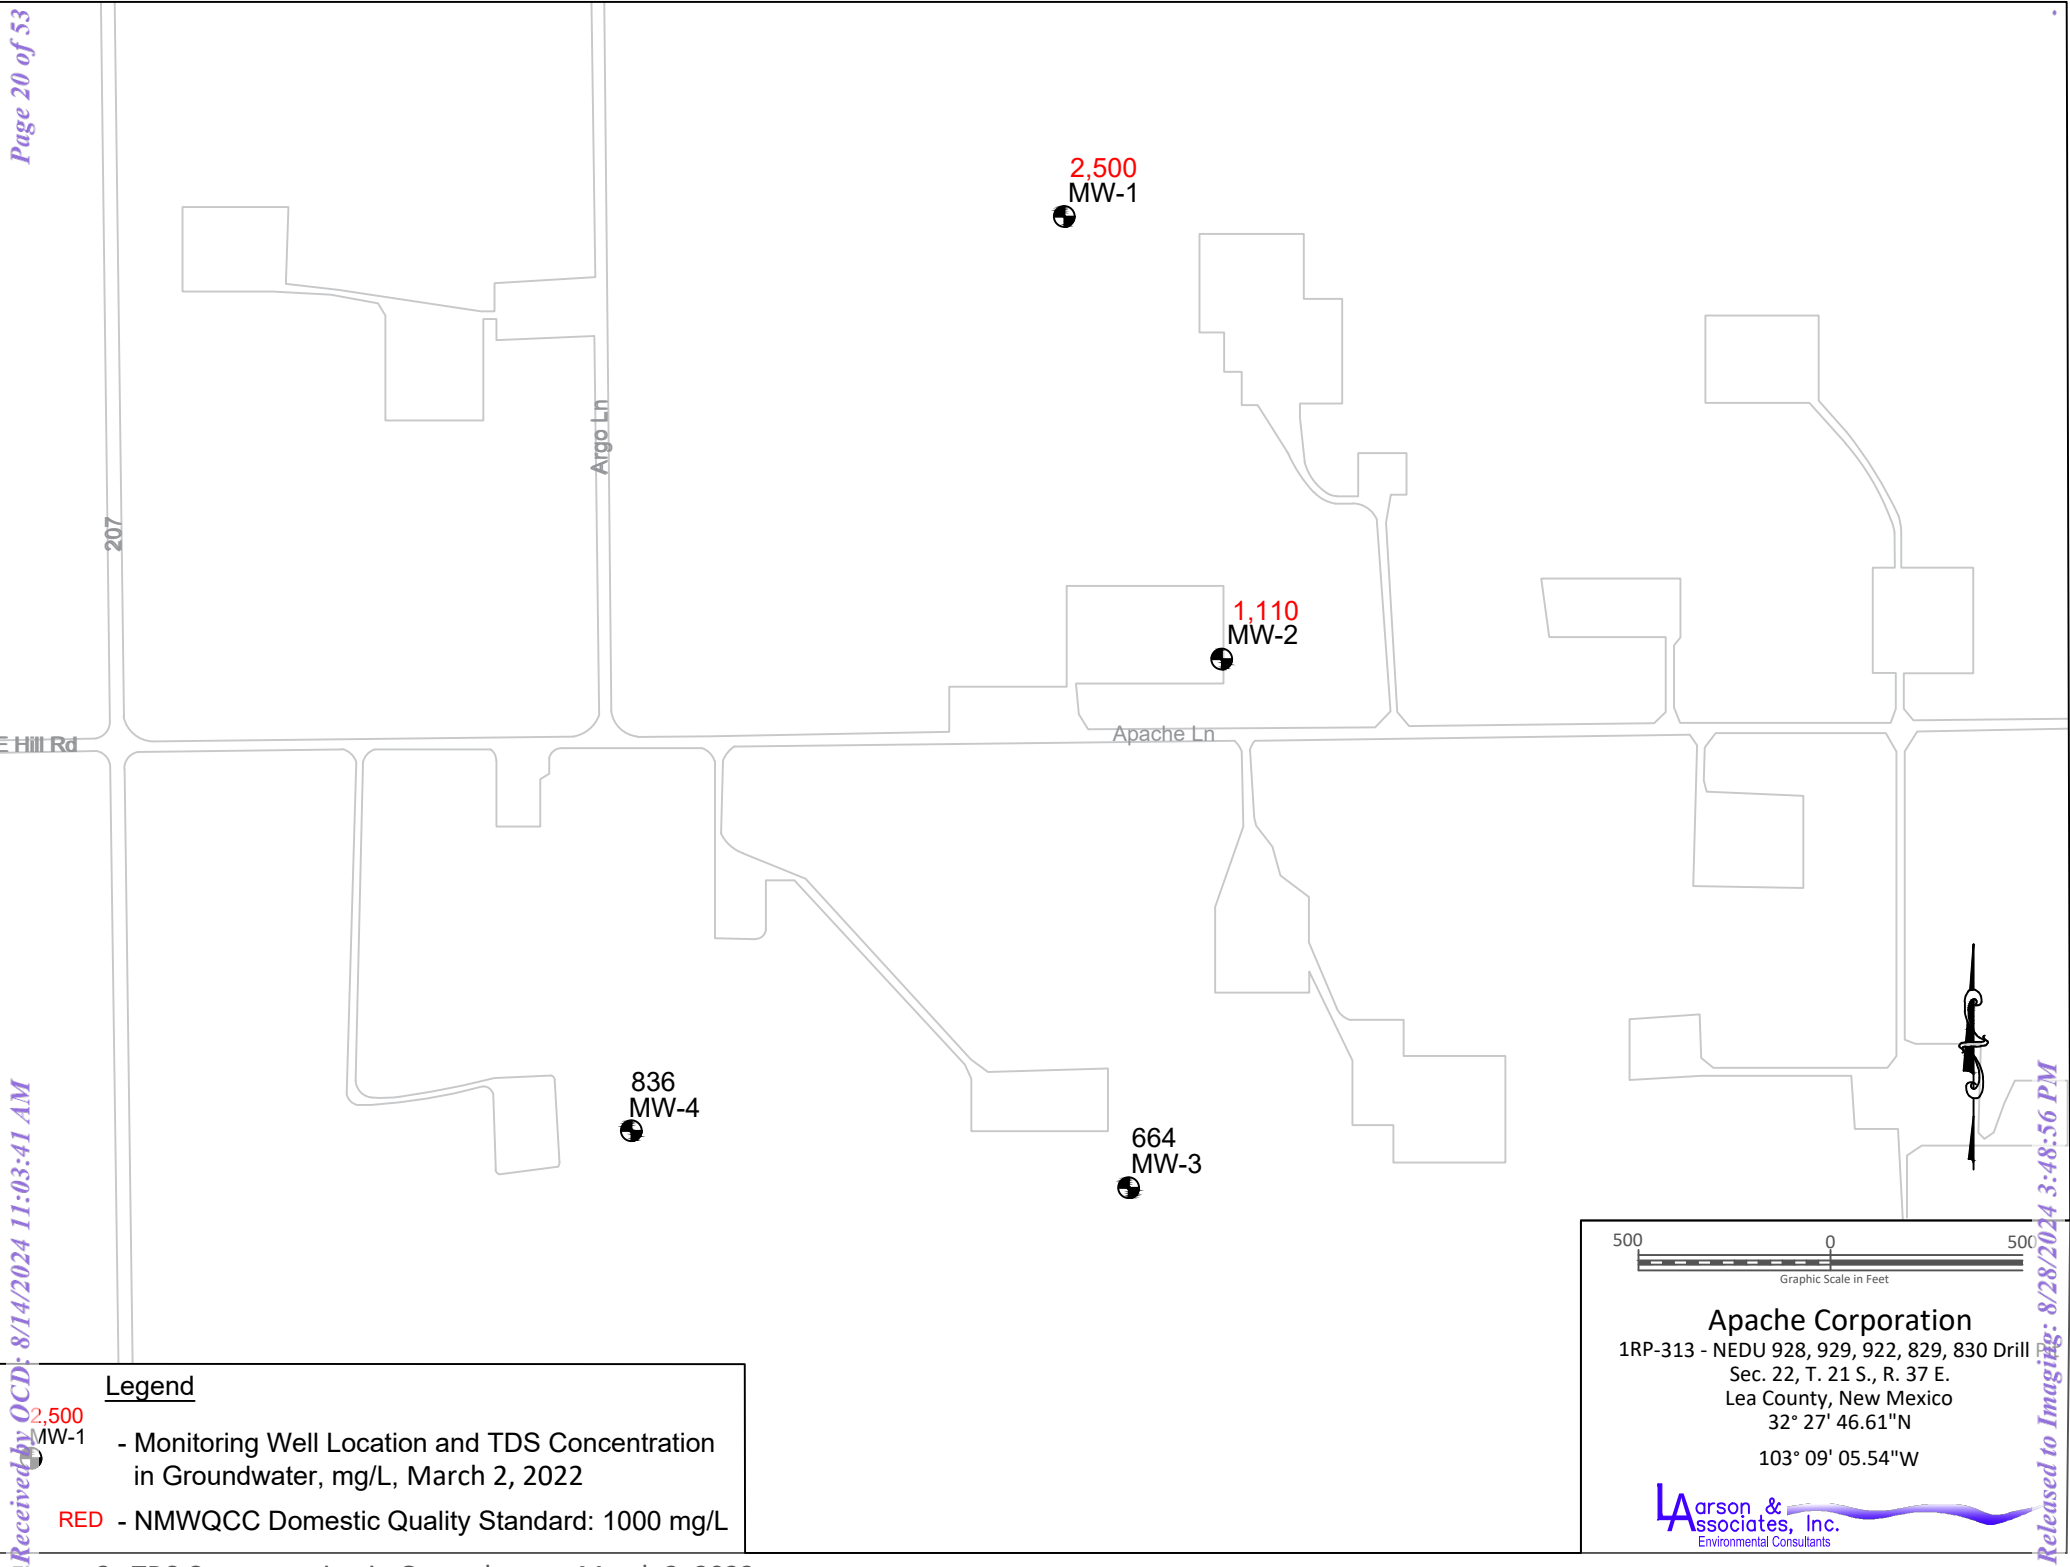 Page 20 of 53
2,500
MW-1
Argo Ln
207
1,110
MW-2
E Hill Rd
Apache Ln
836
MW-4
664
MW-3
Received by OCD: 8/14/2024 11:03:41 AM
Released to Imaging: 8/28/2024 3:48:56 PM
500 0 500
Graphic Scale in Feet
Apache Corporation
1RP-313 - NEDU 928, 929, 922, 829, 830 Drill
Sec. 22, T. 21 S., R. 37 E.
Lea County, New Mexico
32° 27' 46.61"N
103° 09' 05.54"W
Larson &
Associates, Inc.
Environmental Consultants
Legend
2,500
MW-1
- Monitoring Well Location and TDS Concentration
in Groundwater, mg/L, March 2, 2022
RED - NMWQCC Domestic Quality Standard: 1000 mg/L